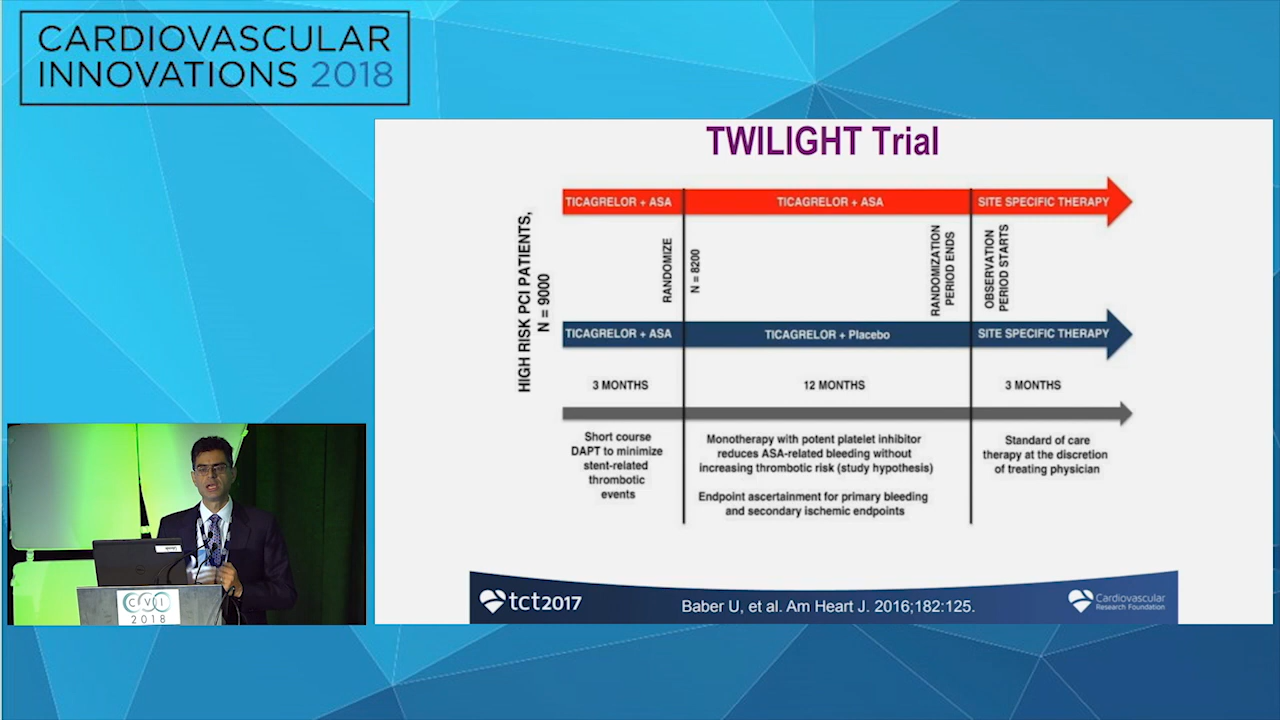 CARDIOVASCULAR
INNOVATIONS 2018
TWILIGHT Trial
HIGH RISK PCI PATIENTS,
N = 9000
TICAGRELOR + ASA
TICAGRELOR + ASA
SITE SPECIFIC THERAPY
RANDOMIZE
N = 8200
RANDOMIZATION
PERIOD ENDS
OBSERVATION
PERIOD STARTS
TICAGRELOR + ASA
TICAGRELOR + Placebo
SITE SPECIFIC THERAPY
3 MONTHS
12 MONTHS
3 MONTHS
Short course
DAPT to minimize
stent-related
thrombotic
events
Monotherapy with potent platelet inhibitor
reduces ASA-related bleeding without
increasing thrombotic risk (study hypothesis)
Endpoint ascertainment for primary bleeding
and secondary ischemic endpoints
Standard of care
therapy at the discretion
of treating physician
tct2017
Baber U, et al. Am Heart J. 2016;182:125.
Cardiovascular
Research Foundation
CVI
2018